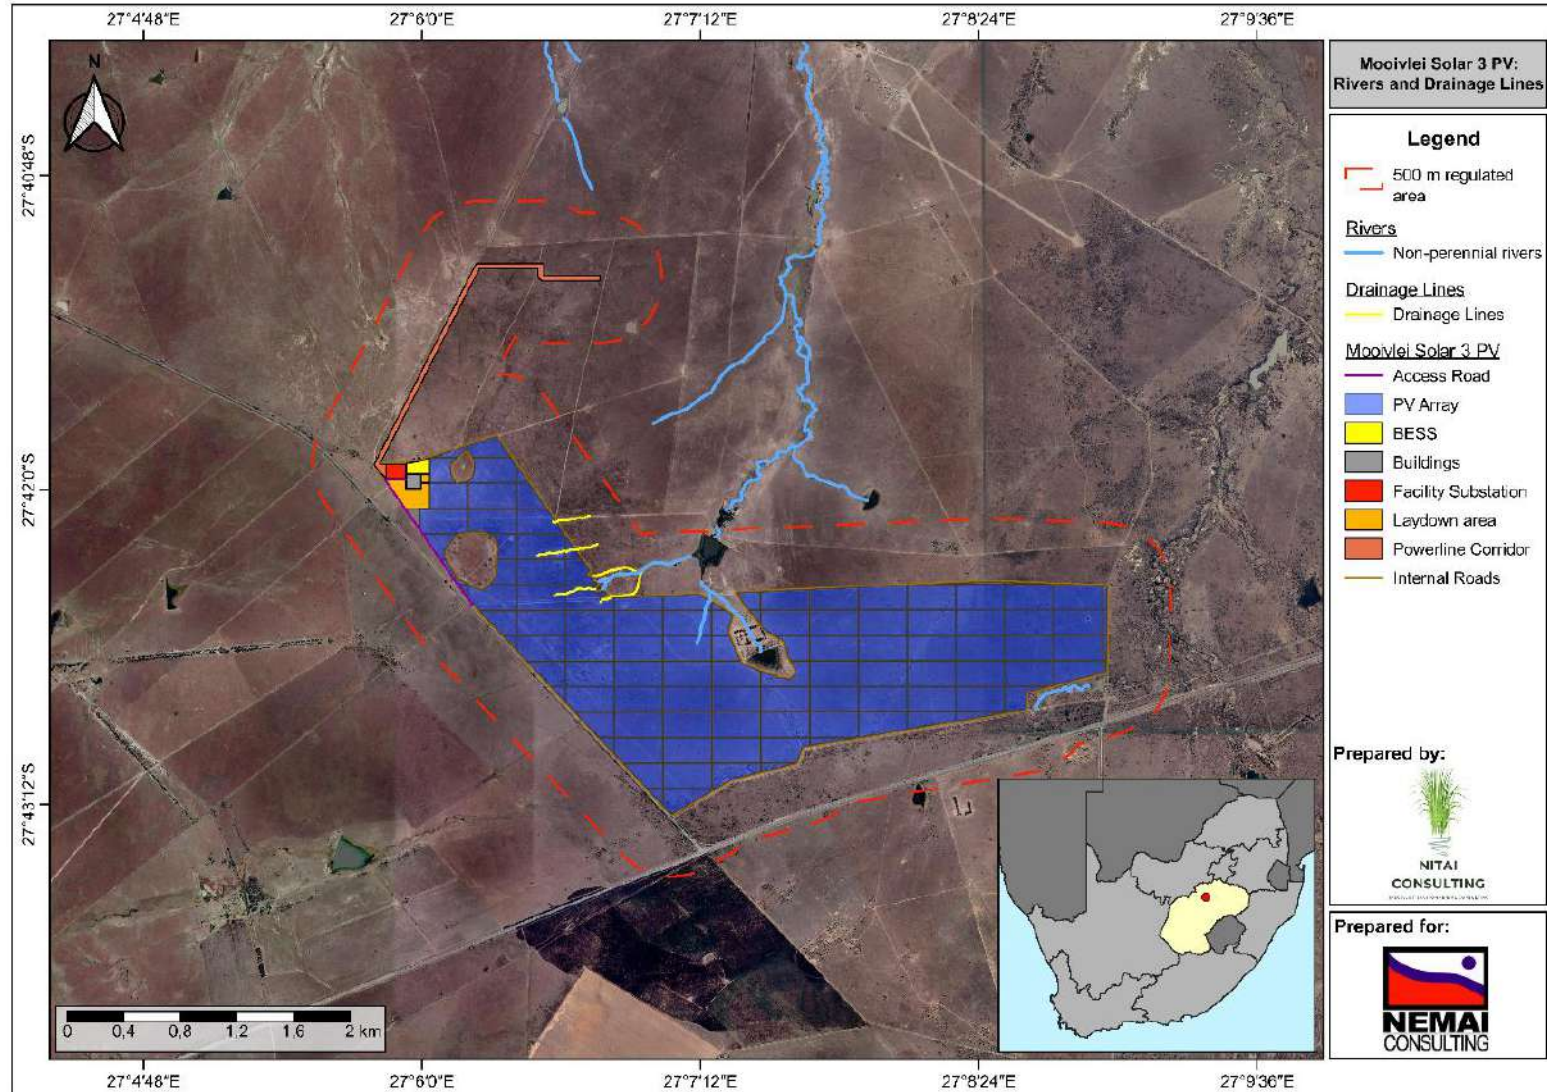 27°4'48"E 27°6'0"E 27°7'12"E 27°8'24"E 27°9'36"E
27°40'48"S
27°42'0"S
27°43'12"S
N
0 0,4 0,8 1,2 1,6 2 km
27°4'48"E 27°6'0"E 27°7'12"E 27°8'24"E 27°9'36"E
Mooivlei Solar 3 PV:
Rivers and Drainage Lines
Legend
500 m regulated
area
Rivers
Non-perennial rivers
Drainage Lines
Drainage Lines
Mooivlei Solar 3 PV
Access Road
PV Array
BESS
Buildings
Facility Substation
Laydown area
Powerline Corridor
Internal Roads
Prepared by:
NITAI
CONSULTING
Prepared for:
NEMAI
CONSULTING